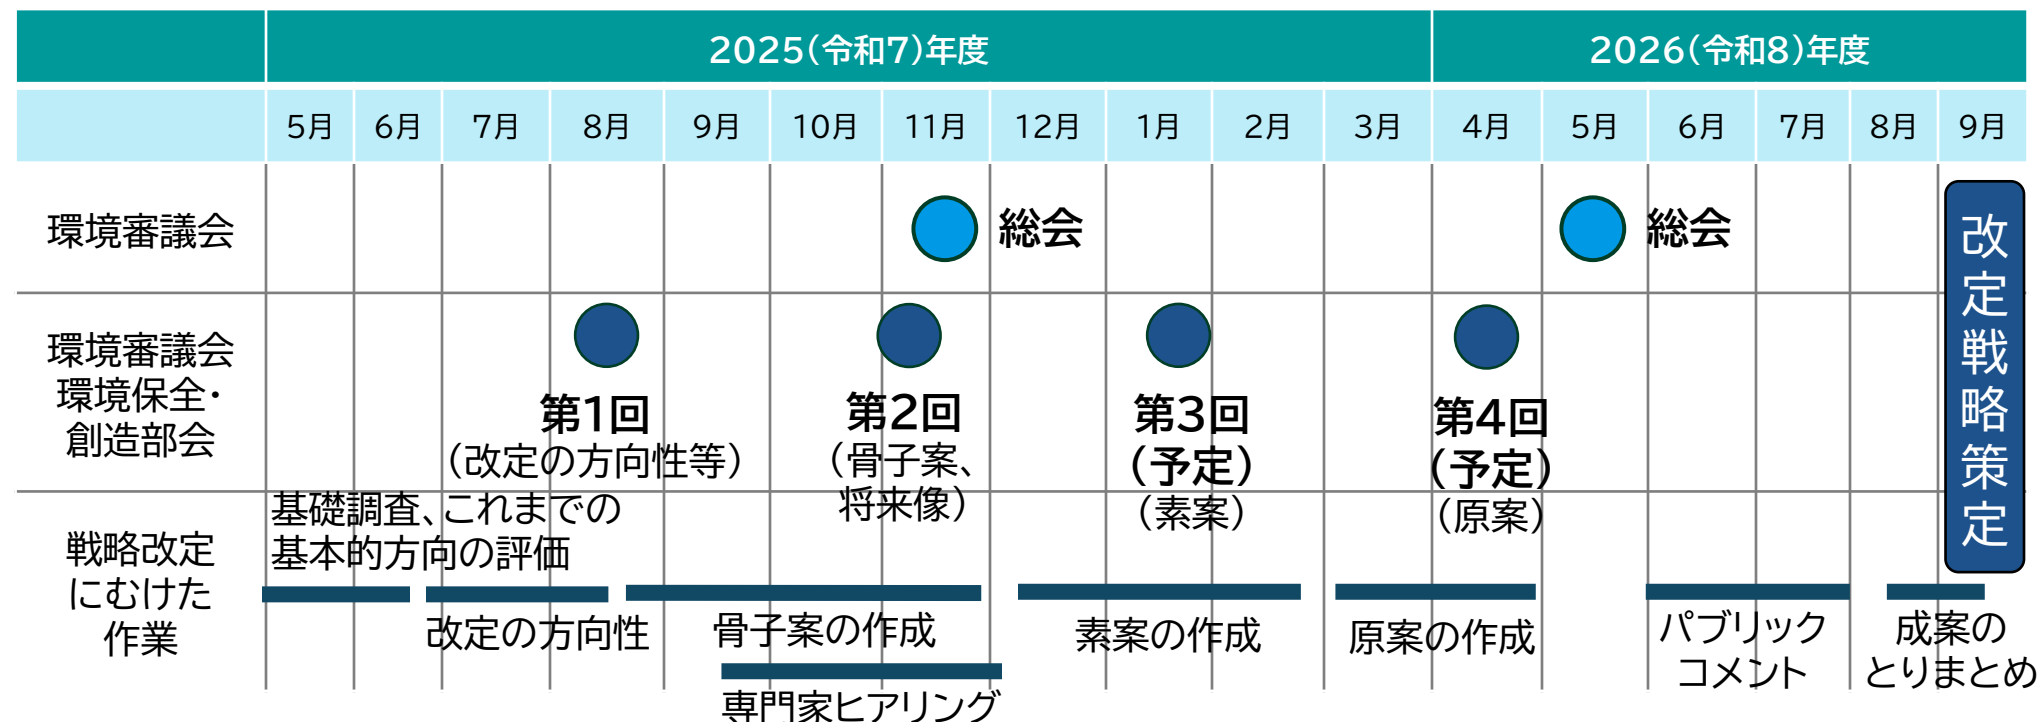 2025(令和7)年度
2026(令和8)年度
5月 6月 7月 8月 9月 10月 11月 12月 1月 2月 3月 4月 5月 6月 7月 8月 9月
環境審議会
総会
総会
改定戦略策定
環境審議会
環境保全・
創造部会
第1回
(改定の方向性等)
第2回
(骨子案、
将来像)
第3回
(予定)
(素案)
第4回
(予定)
(原案)
戦略改定
にむけた
作業
基礎調査、これまでの
基本的方向の評価
改定の方向性
骨子案の作成
専門家ヒアリング
素案の作成
原案の作成
パブリック
コメント
成案の
とりまとめ